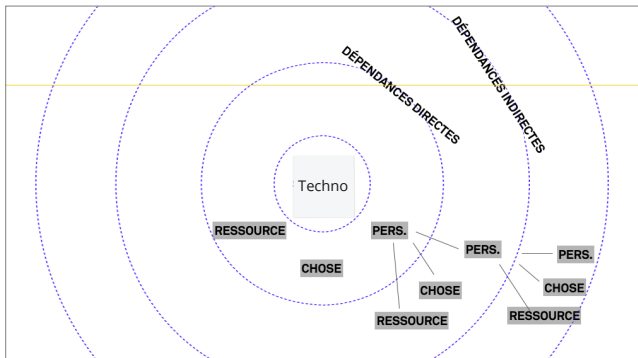 DÉPENDANCES DIRECTES
DÉPENDANCES INDIRECTES
Techno
RESSOURCE
PERS.
CHOSE
PERS.
PERS.
CHOSE
CHOSE
RESSOURCE
RESSOURCE